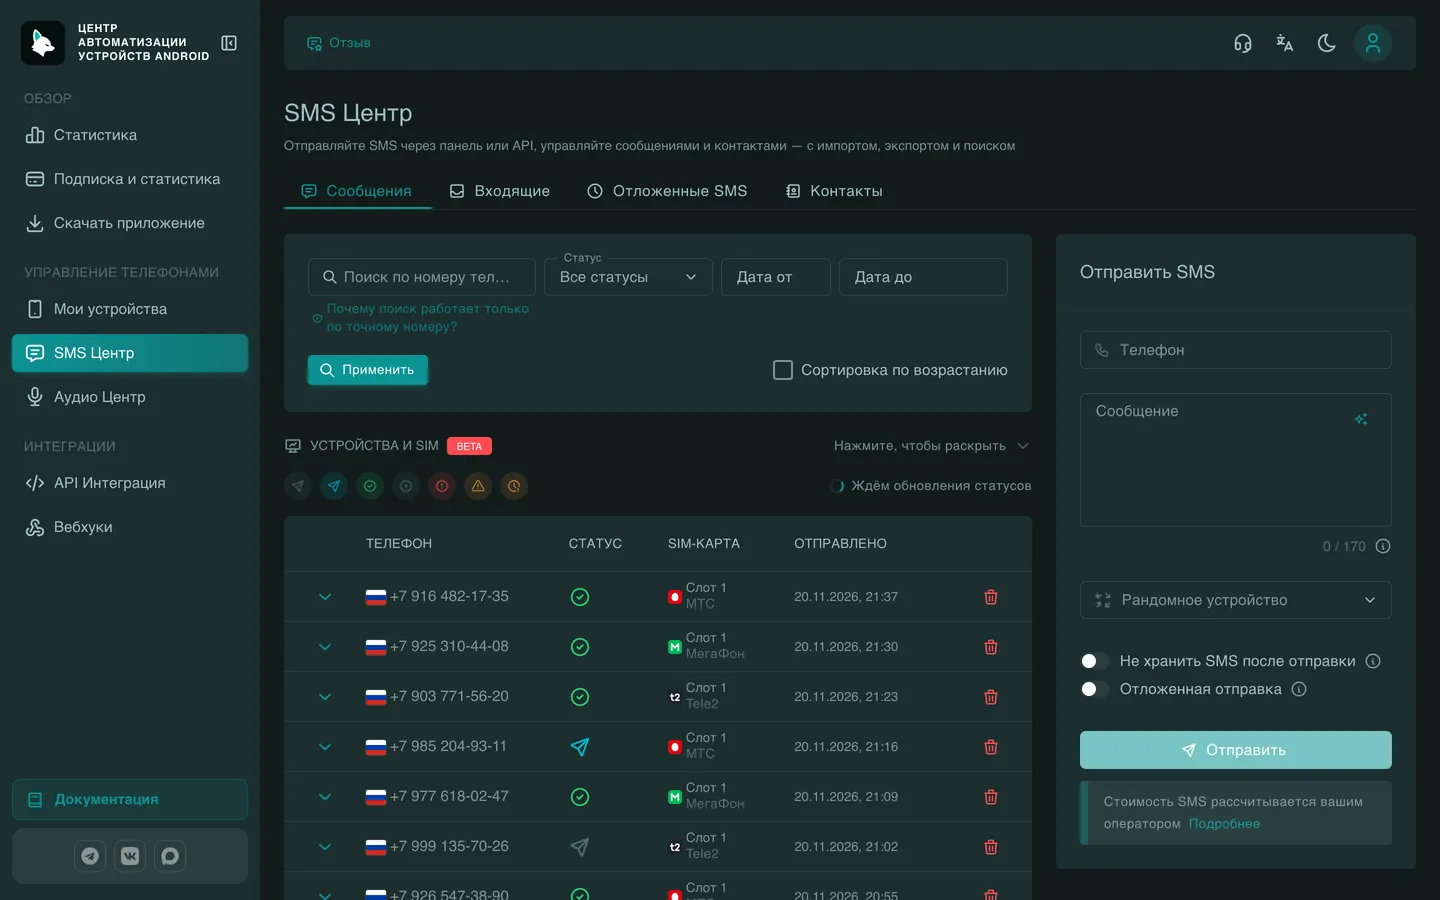 ЦЕНТР
АВТОМАТИЗАЦИИ
УСТРОЙСТВ ANDROID
ОБЗОР
Статистика
Подписка и статистика
Скачать приложение
УПРАВЛЕНИЕ ТЕЛЕФОНАМИ
Мои устройства
SMS Центр
Аудио Центр
ИНТЕГРАЦИИ
API Интеграция
Вебхуки
Документация
Отзыв
SMS Центр
Отправляйте SMS через панель или API, управляйте сообщениями и контактами — с импортом, экспортом и поиском
Сообщения
Входящие
Отложенные SMS
Контакты
Поиск по номеру тел...
Статус
Все статусы
Дата от
Дата до
Почему поиск работает только
по точному номеру?
Применить
Сортировка по возрастанию
УСТРОЙСТВА И SIM
BETA
Нажмите, чтобы раскрыть
Ждём обновления статусов
ТЕЛЕФОН СТАТУС SIM-КАРТА ОТПРАВЛЕНО
+7 916 482-17-35 Слот 1 20.11.2026, 21:37
МТС
+7 925 310-44-08 Слот 1 20.11.2026, 21:30
МегаФон
+7 903 771-56-20 t2 Слот 1 20.11.2026, 21:23
Tele2
+7 985 204-93-11 Слот 1 20.11.2026, 21:16
МТС
+7 977 618-02-47 Слот 1 20.11.2026, 21:09
МегаФон
+7 999 135-70-26 t2 Слот 1 20.11.2026, 21:02
Tele2
+7 926 547-38-90 Слот 1 20.11.2026, 20:55
Отправить SMS
Телефон
Сообщение
0 / 170
Рандомное устройство
Не хранить SMS после отправки
Отложенная отправка
Отправить
Стоимость SMS рассчитывается вашим
оператором Подробнее